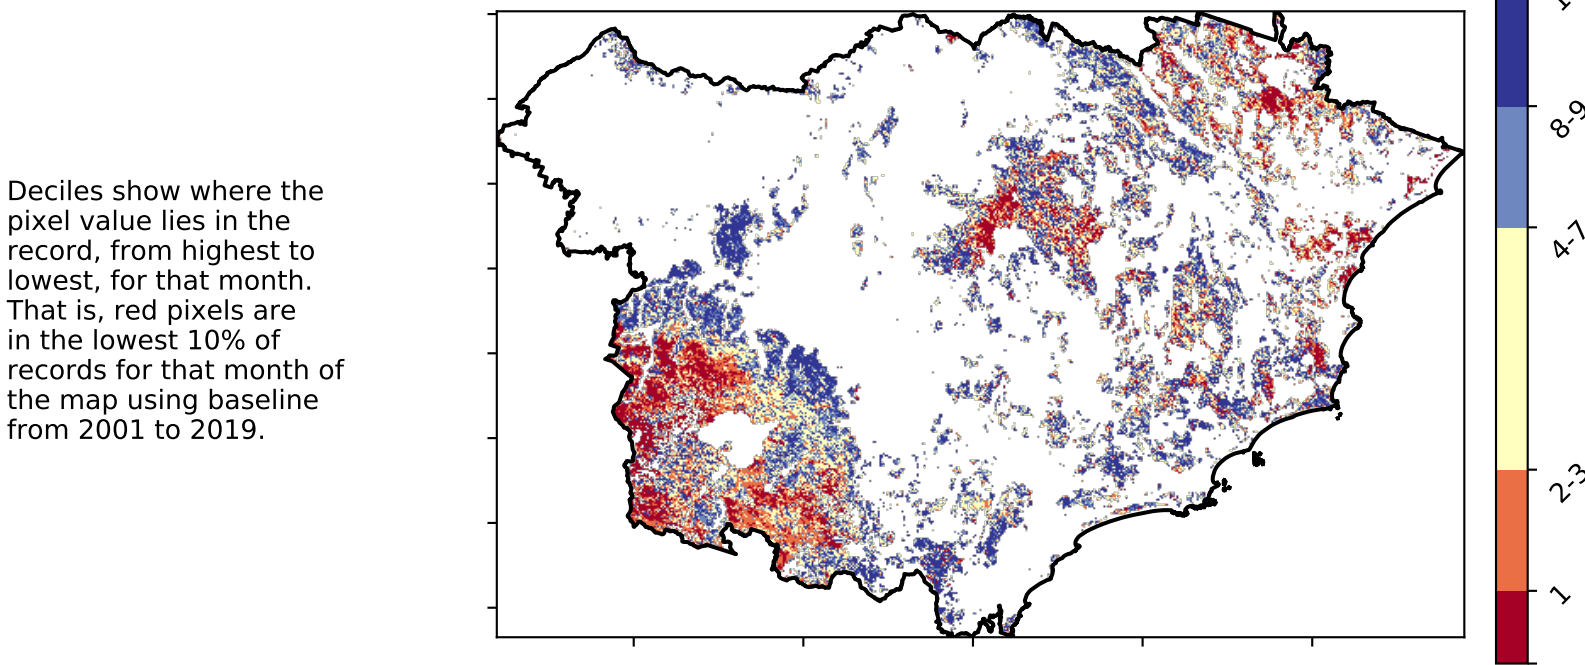 Deciles show where the
pixel value lies in the
record, from highest to
lowest, for that month.
That is, red pixels are
in the lowest 10% of
records for that month of
the map using baseline
from 2001 to 2019.
8-9
4-7
2-3
1